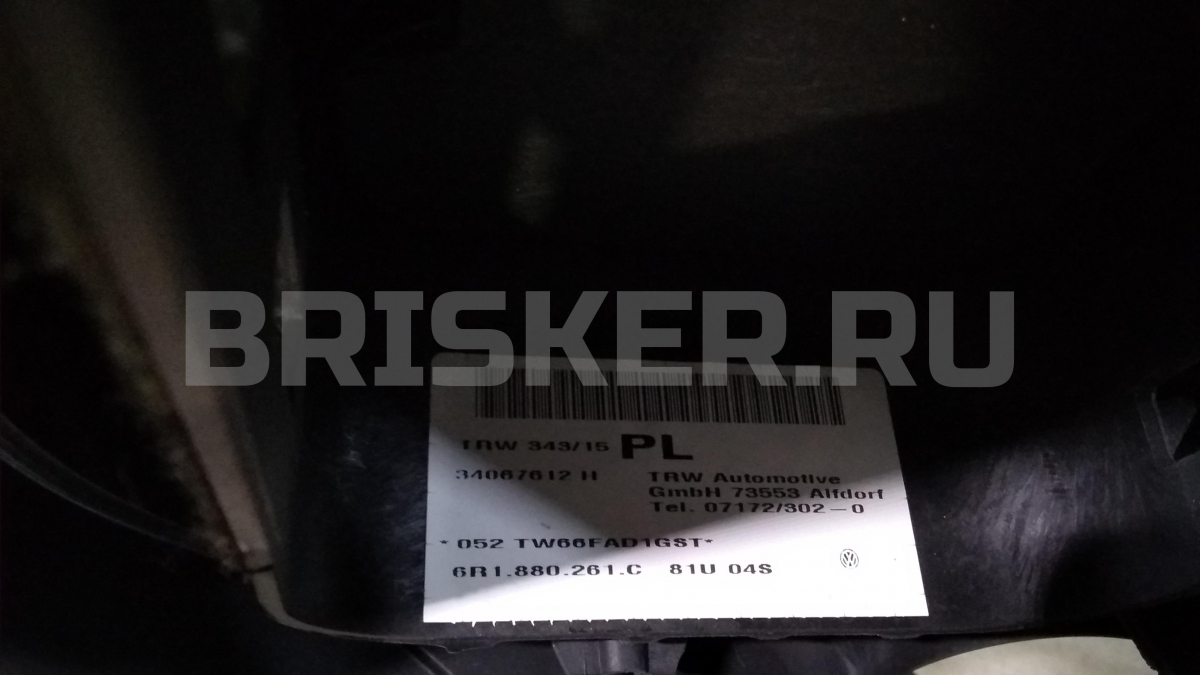 BRISKER.RU
TRW 343/15 PL
34067612 H
TRW Automotive
GmbH 73553 Alfdorf
Tel. 07172/302-0
*052 TW66FAD1GST*
6R1.880.261.C 81U 04S